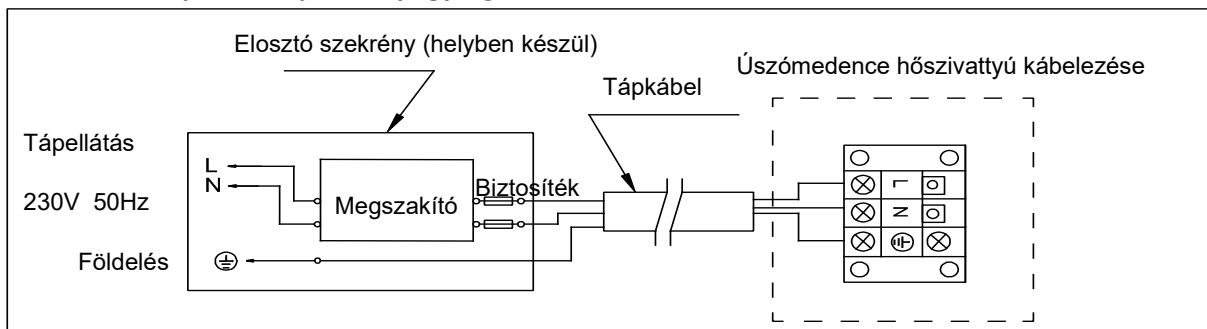 Elosztó szekrény (helyben készül)
Úszómedence hőszivattyú kábelezése
Tápkábel
Tápellátás
230V 50Hz
Földelés
L
N
Megszakító
Biztosíték
L
N